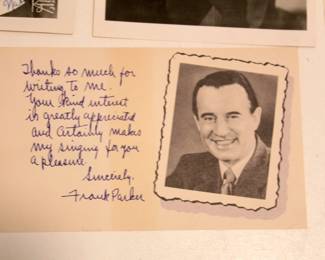 Thanks so much for
writing to me.
Your kind interest
is greatly appreciated
and certainly makes
my singing for you
a pleasure.
Sincerely,
Frank Parker